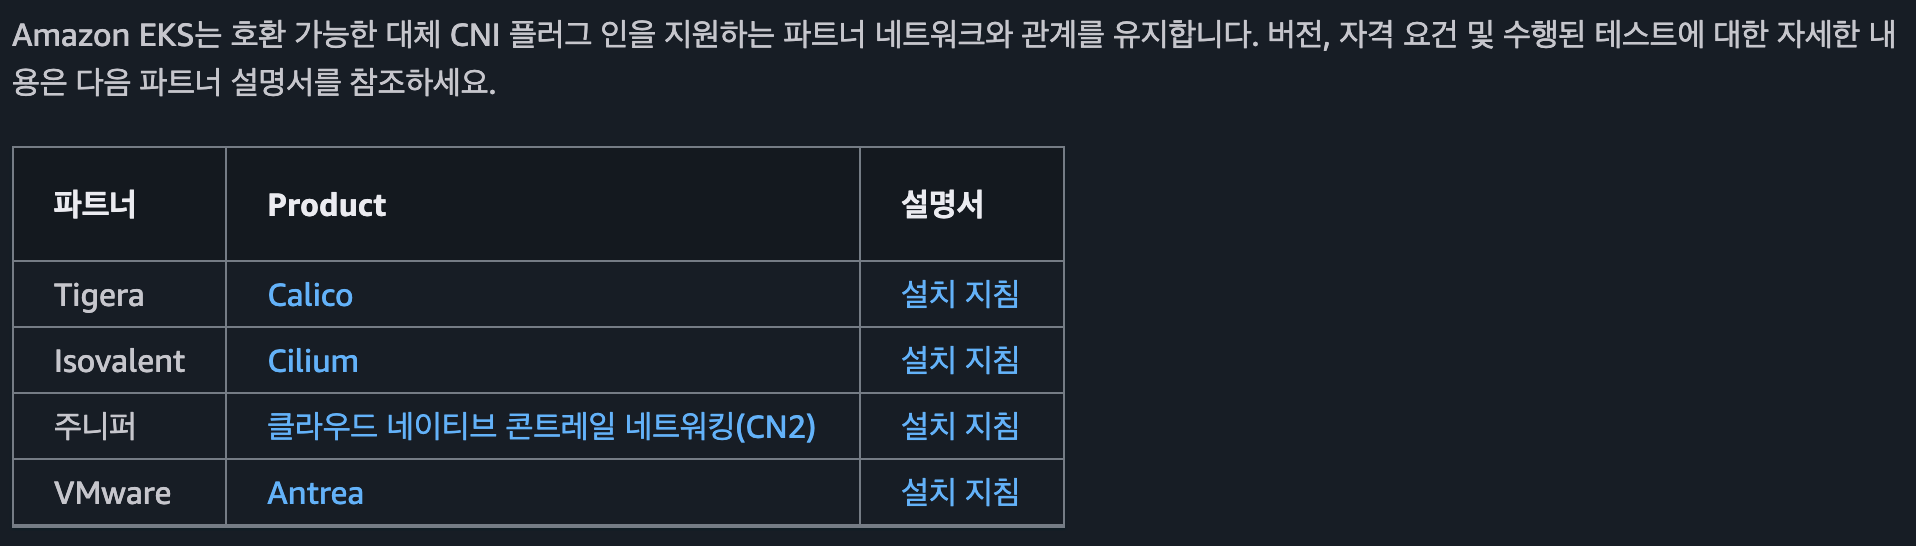 Amazon EKS는 호환 가능한 대체 CNI 플러그 인을 지원하는 파트너 네트워크와 관계를 유지합니다. 버전, 자격 요건 및 수행된 테스트에 대한 자세한 내
용은 다음 파트너 설명서를 참조하세요.
파트너 Product 설명서
Tigera Calico 설치 지침
Isovalent Cilium 설치 지침
주니퍼 클라우드 네이티브 콘트레일 네트워킹(CN2) 설치 지침
VMware Antrea 설치 지침